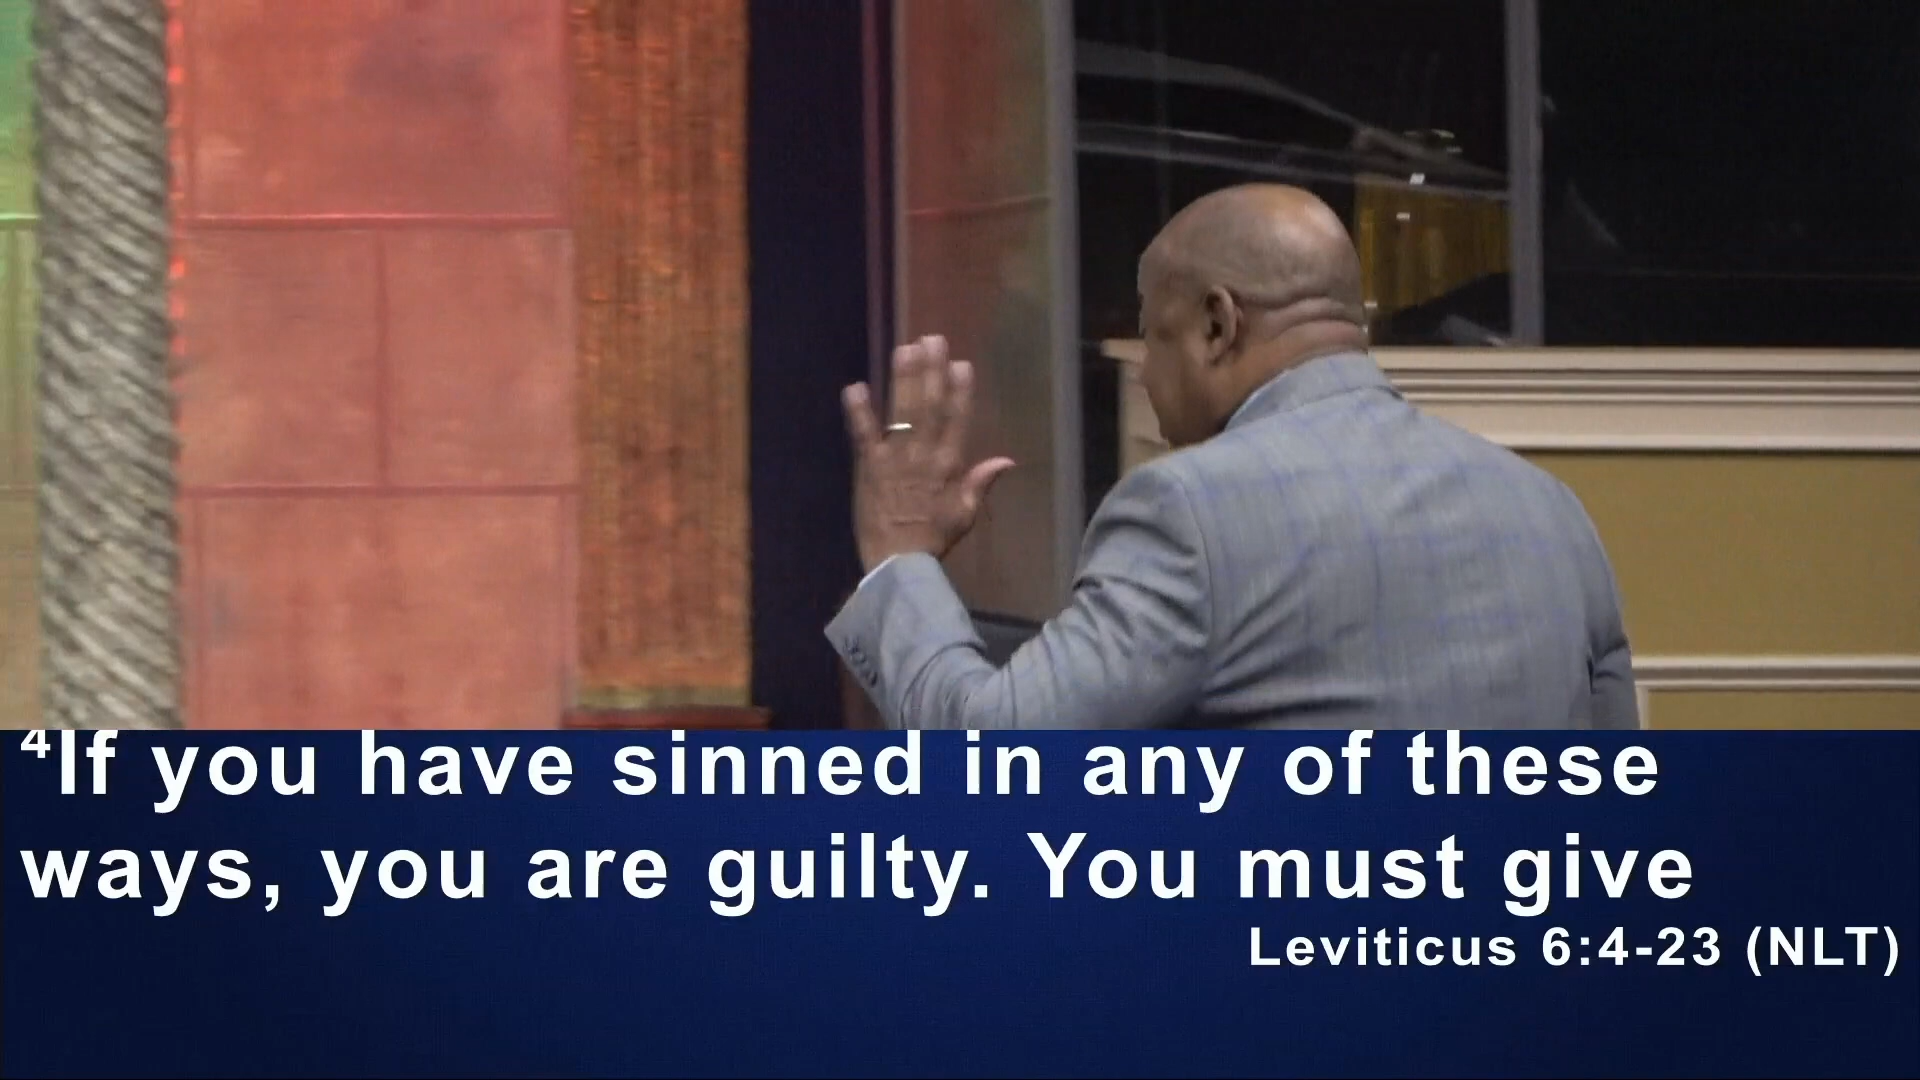 ⁴If you have sinned in any of these
ways, you are guilty. You must give
Leviticus 6:4-23 (NLT)